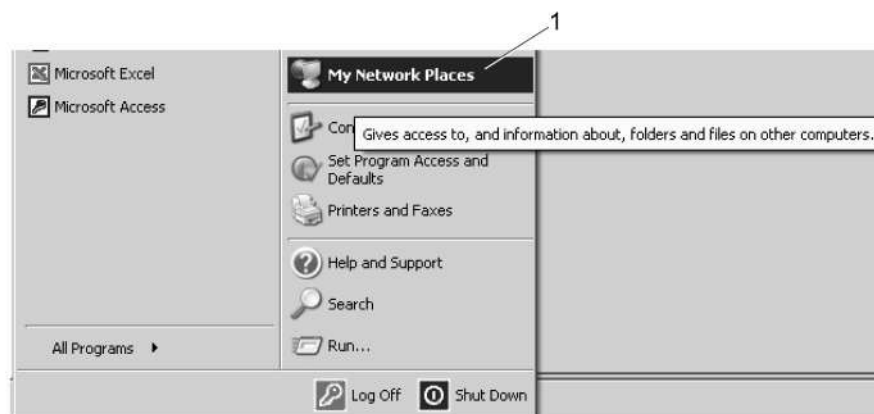 1
Microsoft Excel
Microsoft Access
All Programs
My Network Places
Con
Gives access to, and information about, folders and files on other computers.
Set Program Access and
Defaults
Printers and Faxes
Help and Support
Search
Run...
Log Off
Shut Down